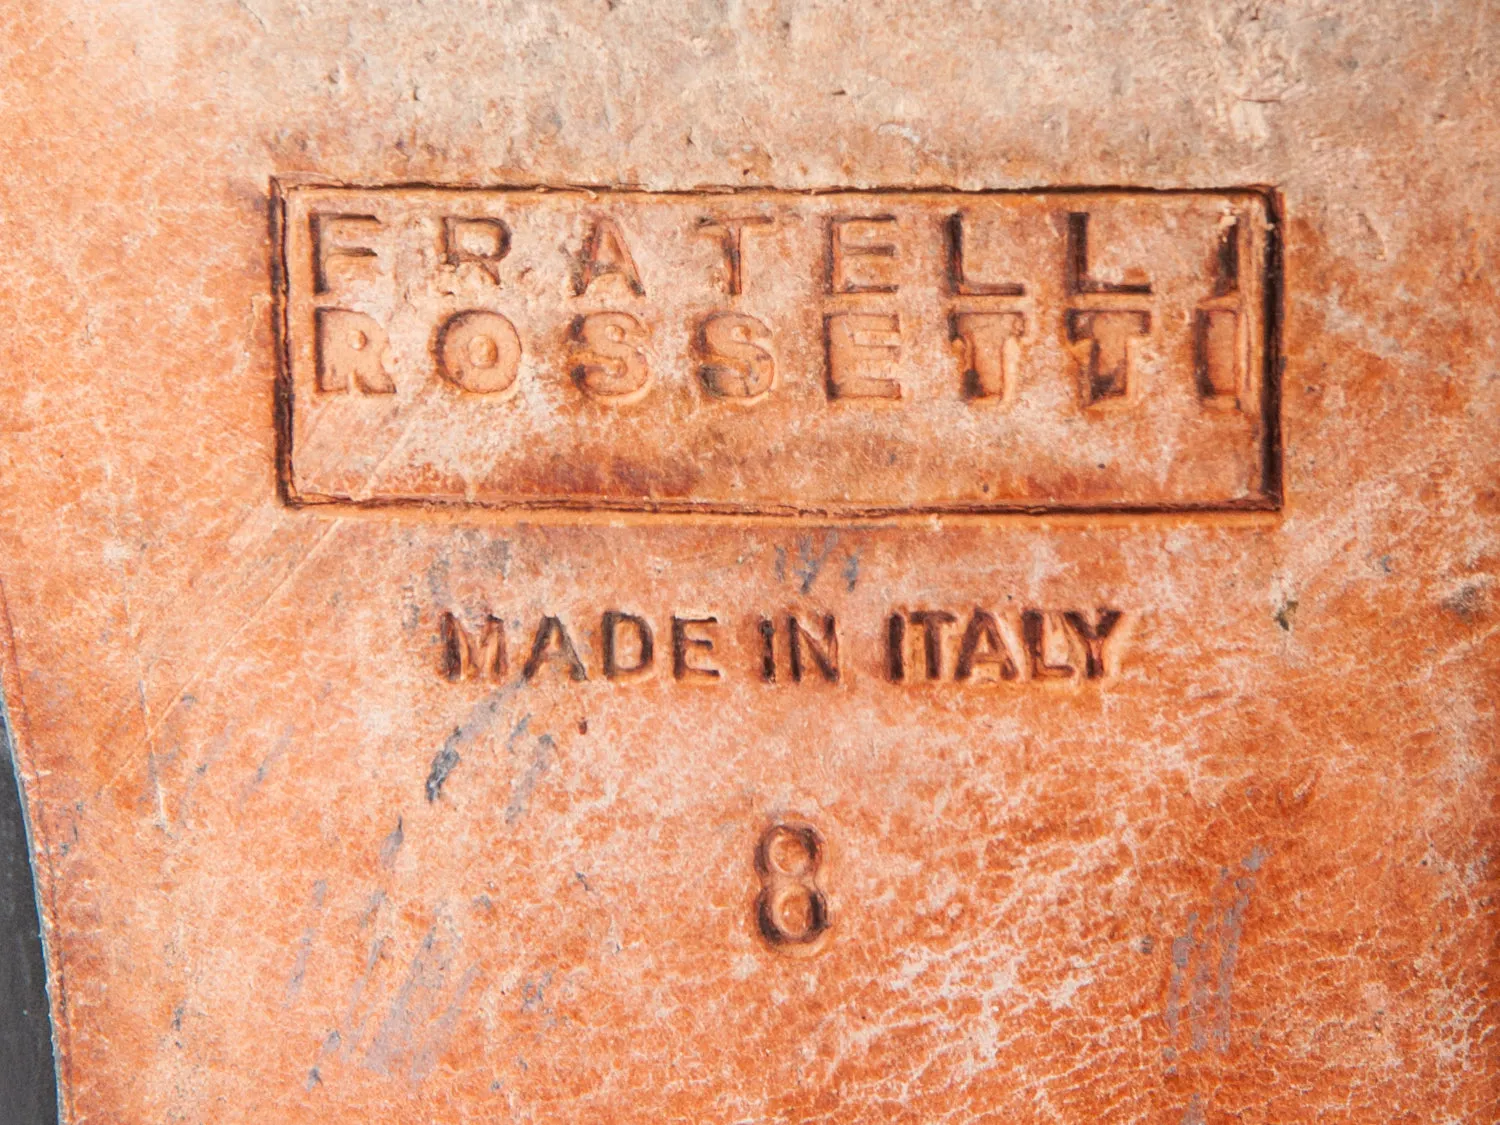 FRATELLI
ROSSETTI
MADE IN ITALY
8